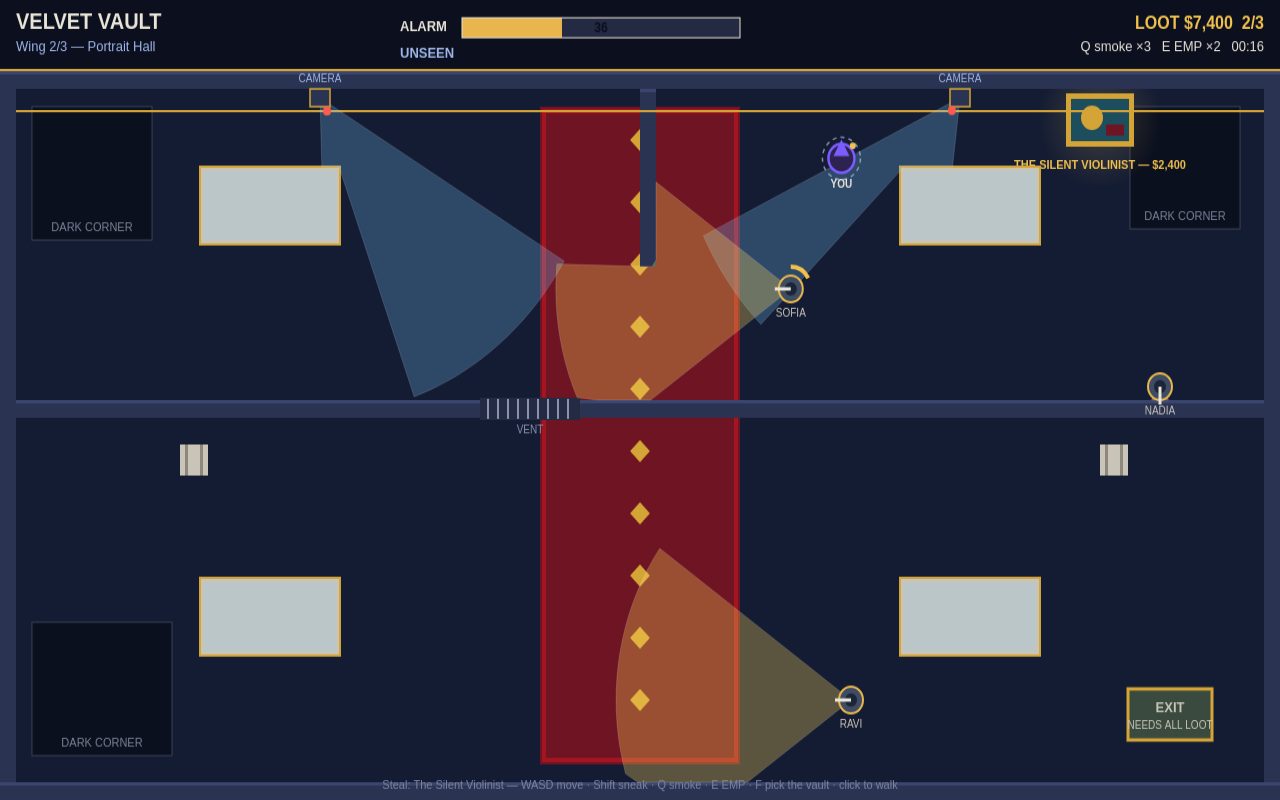 VELVET VAULT
Wing 2/3 — Portrait Hall
ALARM 36
UNSEEN
LOOT $7,400 2/3
Q smoke ×3 E EMP ×2 00:16
CAMERA
CAMERA
YOU
THE SILENT VIOLINIST — $2,400
DARK CORNER
DARK CORNER
SOFIA
NADIA
VENT
EXIT
NEEDS ALL LOOT
RAVI
DARK CORNER
Steal: The Silent Violinist — WASD move · Shift sneak · Q smoke · E EMP · F pick the vault · click to walk